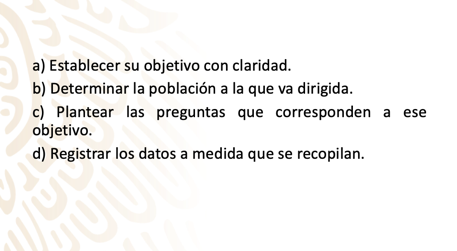 a) Establecer su objetivo con claridad.
b) Determinar la población a la que va dirigida.
c) Plantear las preguntas que corresponden a ese
objetivo.
d) Registrar los datos a medida que se recopilan.